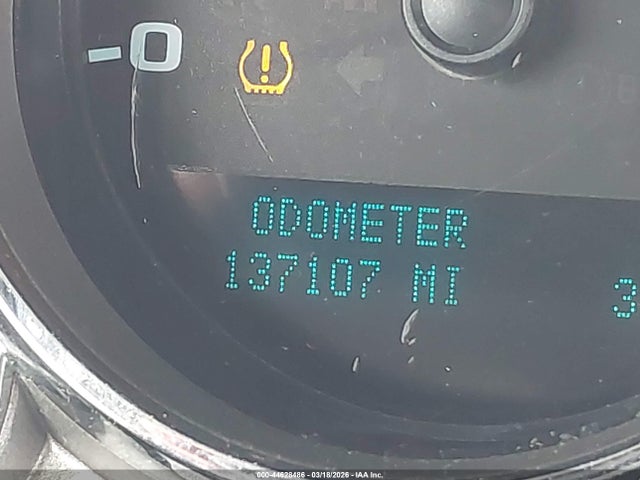 -0
ODOMETER
137107 MI
3
000-44628486 - 03/18/2026 - IAA Inc.